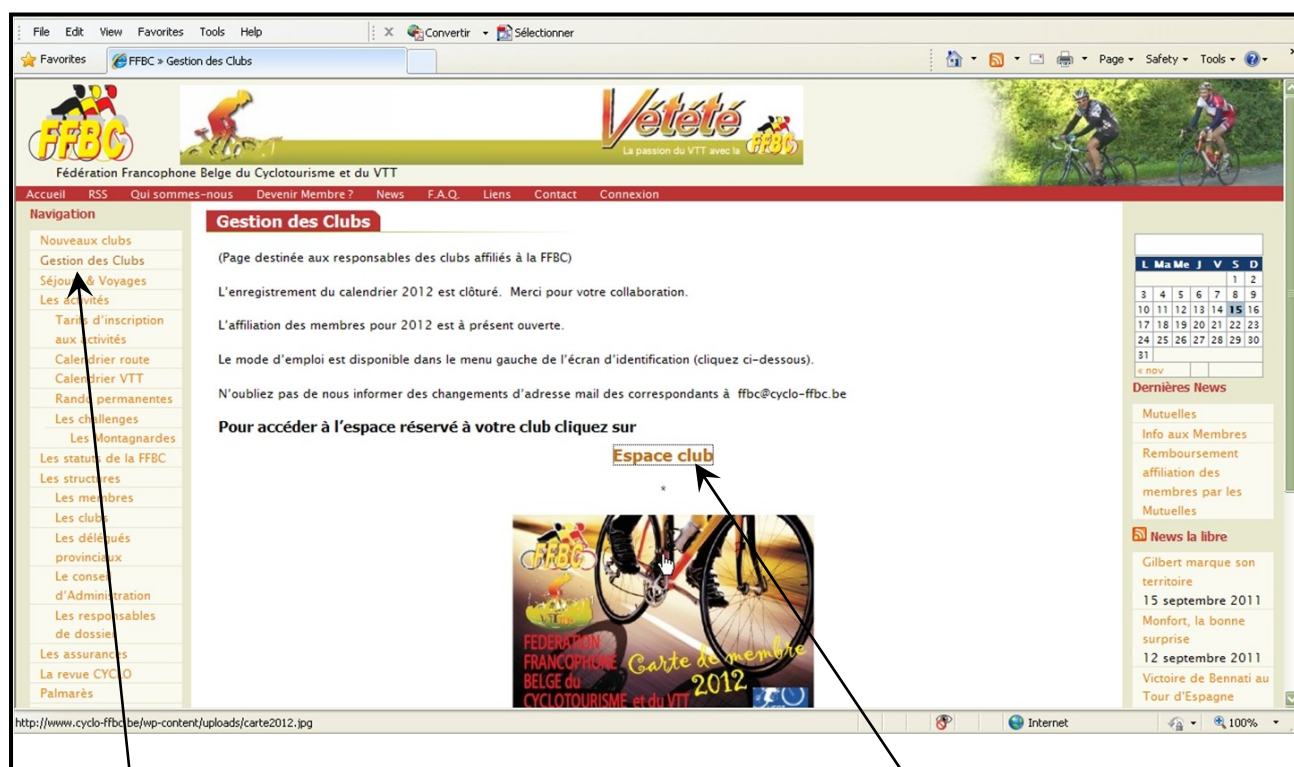 File Edit View Favorites Tools Help X Convertir Sélectionner
Favorites FFBC » Gestion des Clubs Page Safety Tools
FFBC
Vétété
La passion du VTT avec la FFBC
Fédération Francophone Belge du Cyclotourisme et du VTT
Accueil RSS Qui sommes-nous Devenir Membre ? News F.A.Q. Liens Contact Connexion
Navigation
Nouveaux clubs
Gestion des Clubs
Séjours & Voyages
Les activités
Tarifs d'inscription
aux activités
Calendrier route
Calendrier VTT
Rando permanentes
Les challenges
Les Montagnardes
Les statuts de la FFBC
Les structures
Les membres
Les clubs
Les délégués
provinciaux
Le conseil
d'Administration
Les responsables
de dossier
Les assurances
La revue CYCLO
Palmarès
Gestion des Clubs
(Page destinée aux responsables des clubs affiliés à la FFBC)
L'enregistrement du calendrier 2012 est clôturé. Merci pour votre collaboration.
L'affiliation des membres pour 2012 est à présent ouverte.
Le mode d'emploi est disponible dans le menu gauche de l'écran d'identification (cliquez ci-dessous).
N'oubliez pas de nous informer des changements d'adresse mail des correspondants à ffbc@cyclo-ffbc.be
Pour accéder à l'espace réservé à votre club cliquez sur
Espace club
*
FFBC
VTT
FEDERATION
FRANCOPHONE
BELGE du
CYCLOTOURISME et du VTT
Carte de membre
2012
L Ma Me J V S D
1 2
3 4 5 6 7 8 9
10 11 12 13 14 15 16
17 18 19 20 21 22 23
24 25 26 27 28 29 30
31
« nov
Dernières News
Mutuelles
Info aux Membres
Remboursement
affiliation des
membres par les
Mutuelles
News la libre
Gilbert marque son
territoire
15 septembre 2011
Monfort, la bonne
surprise
12 septembre 2011
Victoire de Bennati au
Tour d'Espagne
http://www.cyclo-ffbc.be/wp-content/uploads/carte2012.jpg Internet 100%